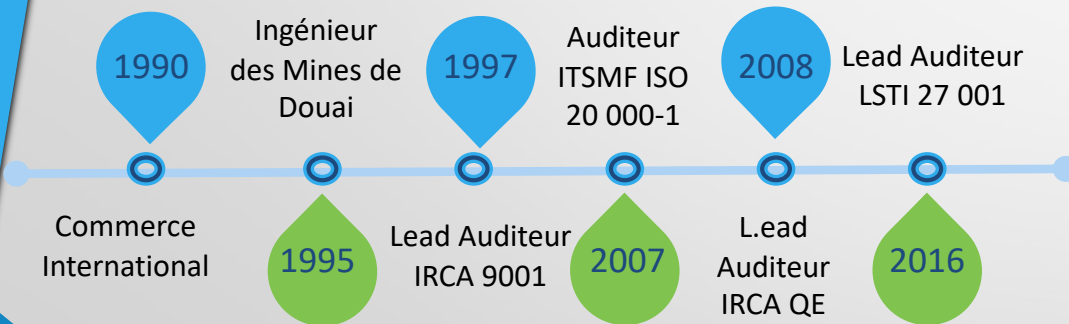 1990
Commerce
International
Ingénieur
des Mines de
Douai
1995
1997
Lead Auditeur
IRCA 9001
Auditeur
ITSMF ISO
20 000-1
2007
2008
L.ead
Auditeur
IRCA QE
Lead Auditeur
LSTI 27 001
2016